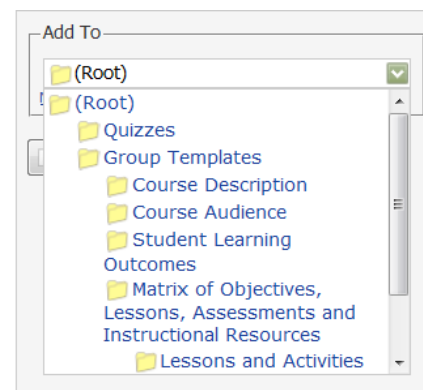 Add To
(Root)
(Root)
Quizzes
Group Templates
Course Description
Course Audience
Student Learning
Outcomes
Matrix of Objectives,
Lessons, Assessments and
Instructional Resources
Lessons and Activities